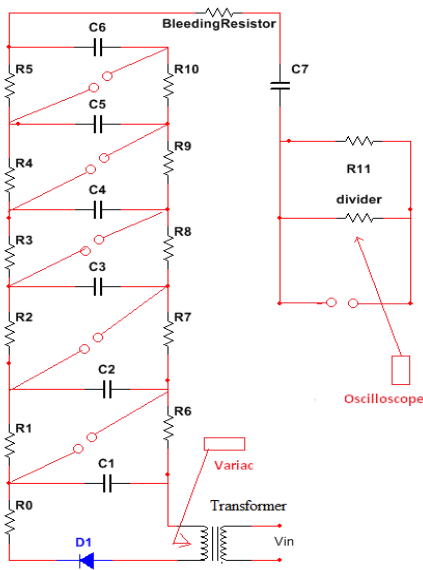 BleedingResistor
C6
C7
R5
R10
C5
R4
R9
R11
C4
divider
R3
R8
C3
R2
R7
C2
Oscilloscope
R1
R6
C1
Variac
R0
Transformer
D1
Vin